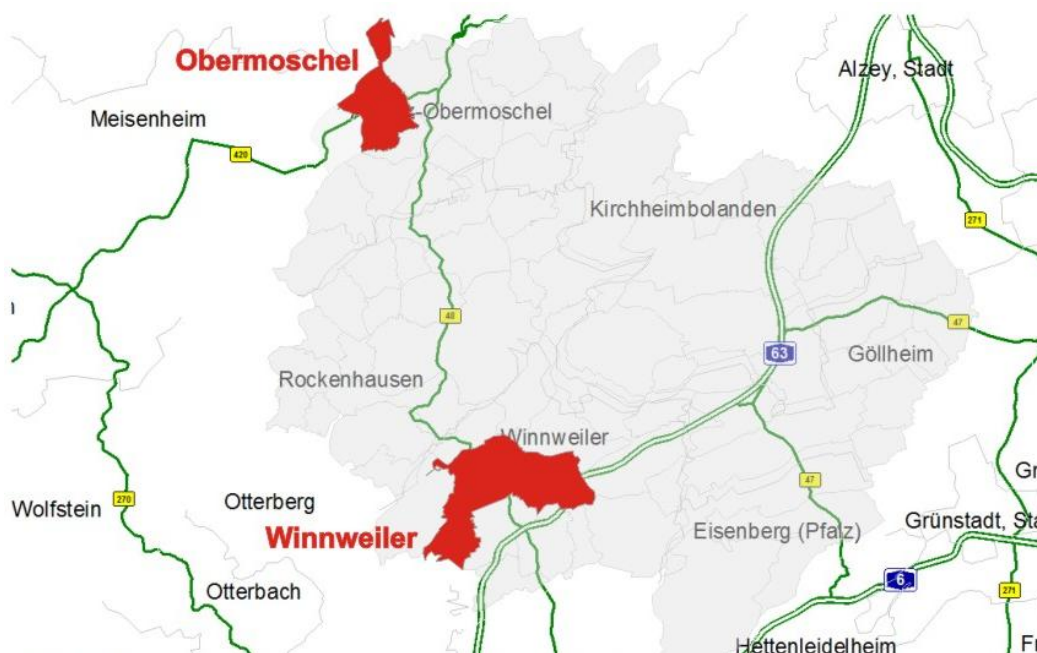 Obermoschel
Alzey, Stadt
-Obermoschel
Meisenheim
420
Kirchheimbolanden
271
48
47
63
Göllheim
Rockenhausen
Winnweiler
47
270
Wolfstein
Otterberg
Winnweiler
Eisenberg (Pfalz)
Grünstadt, Sta
6
Otterbach
271
Hettenleidelheim